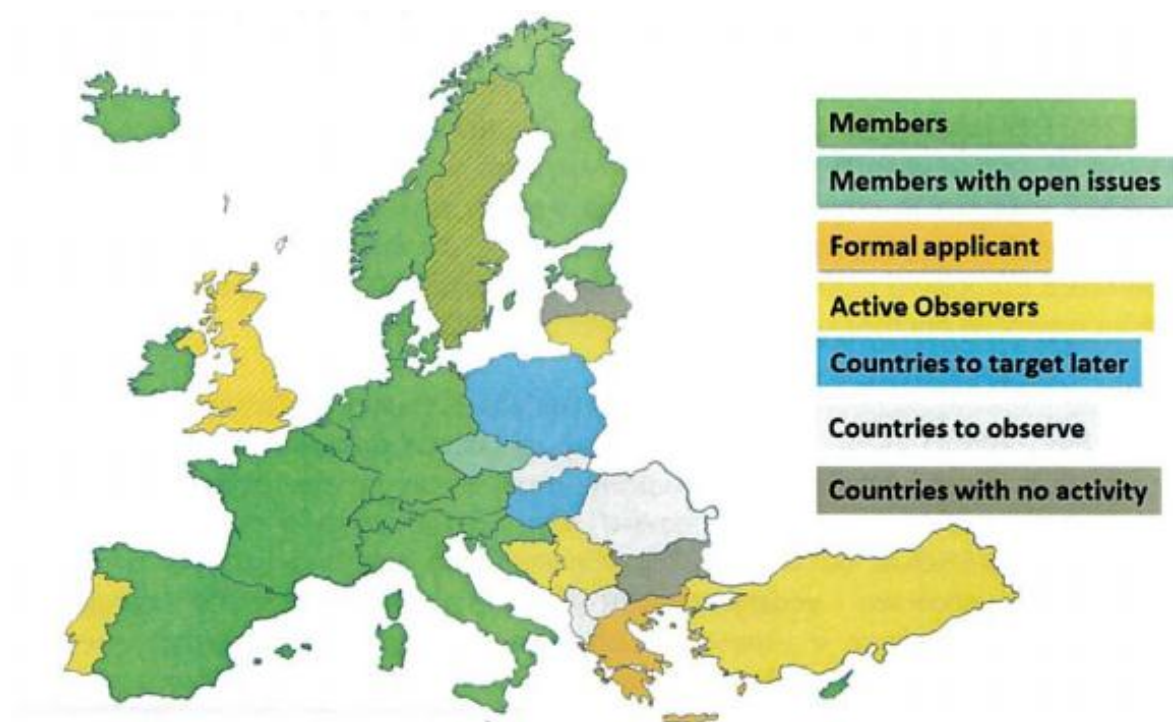 Members
Members with open issues
Formal applicant
Active Observers
Countries to target later
Countries to observe
Countries with no activity